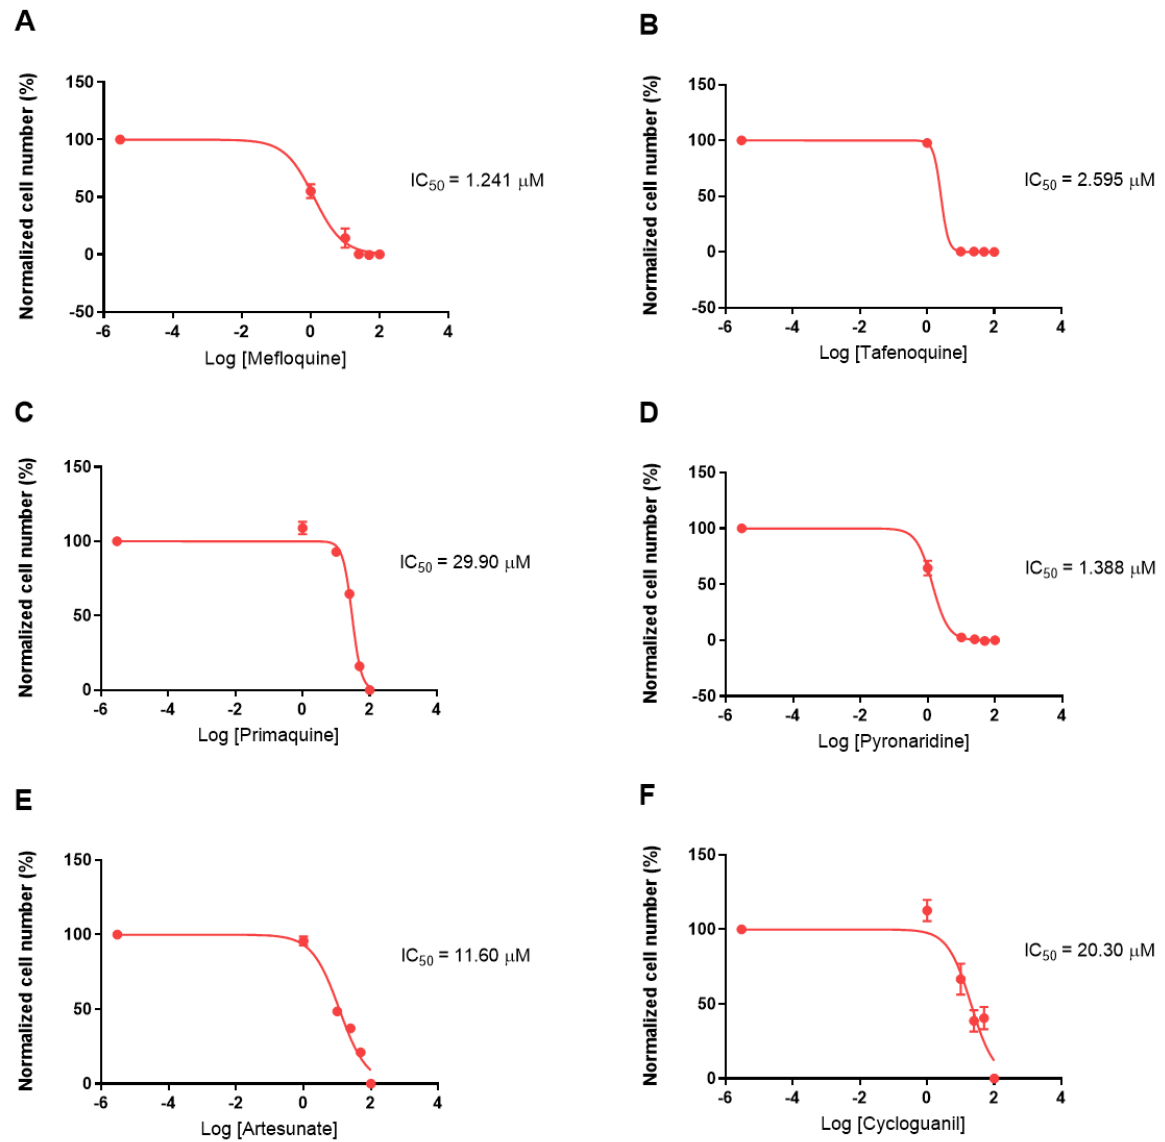 A
Normalized cell number (%)
150
100
50
0
-50
-6 -4 -2 0 2 4
Log [Mefloquine]
IC50 = 1.241 μM
B
Normalized cell number (%)
150
100
50
0
-50
-6 -4 -2 0 2 4
Log [Tafenoquine]
IC50 = 2.595 μM
C
Normalized cell number (%)
150
100
50
0
-6 -4 -2 0 2 4
Log [Primaquine]
IC50 = 29.90 μM
D
Normalized cell number (%)
150
100
50
0
-50
-6 -4 -2 0 2 4
Log [Pyronaridine]
IC50 = 1.388 μM
E
Normalized cell number (%)
150
100
50
0
-6 -4 -2 0 2 4
Log [Artesunate]
IC50 = 11.60 μM
F
Normalized cell number (%)
150
100
50
0
-6 -4 -2 0 2 4
Log [Cycloguanil]
IC50 = 20.30 μM